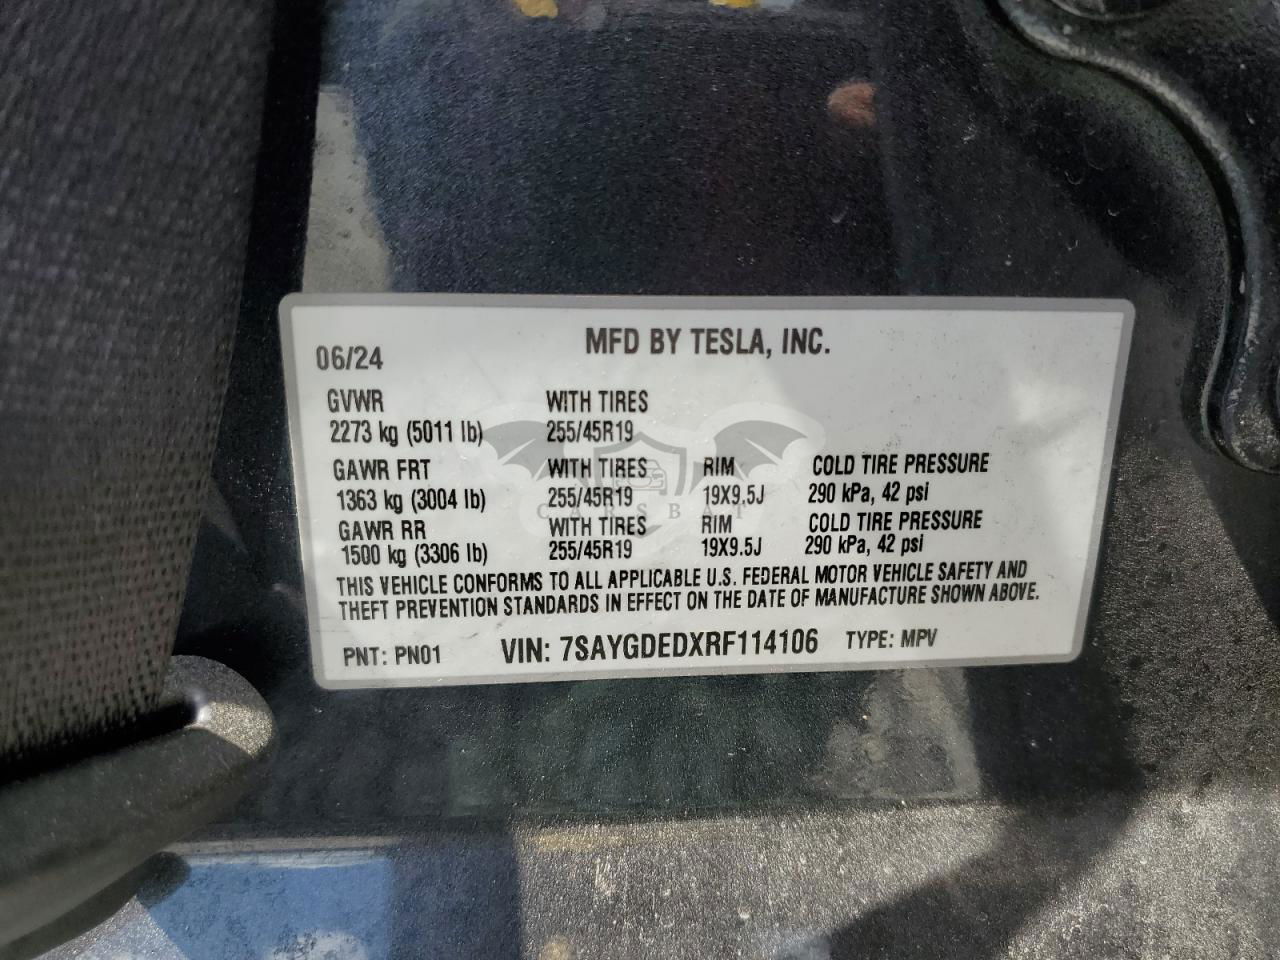 MFD BY TESLA, INC.
06/24
GVWR WITH TIRES
2273 kg (5011 lb) 255/45R19
GAWR FRT WITH TIRES RIM COLD TIRE PRESSURE
1363 kg (3004 lb) 255/45R19 19X9.5J 290 kPa, 42 psi
CARSBAT
GAWR RR WITH TIRES RIM COLD TIRE PRESSURE
1500 kg (3306 lb) 255/45R19 19X9.5J 290 kPa, 42 psi
THIS VEHICLE CONFORMS TO ALL APPLICABLE U.S. FEDERAL MOTOR VEHICLE SAFETY AND
THEFT PREVENTION STANDARDS IN EFFECT ON THE DATE OF MANUFACTURE SHOWN ABOVE.
PNT: PN01 VIN: 7SAYGDEDXRF114106 TYPE: MPV